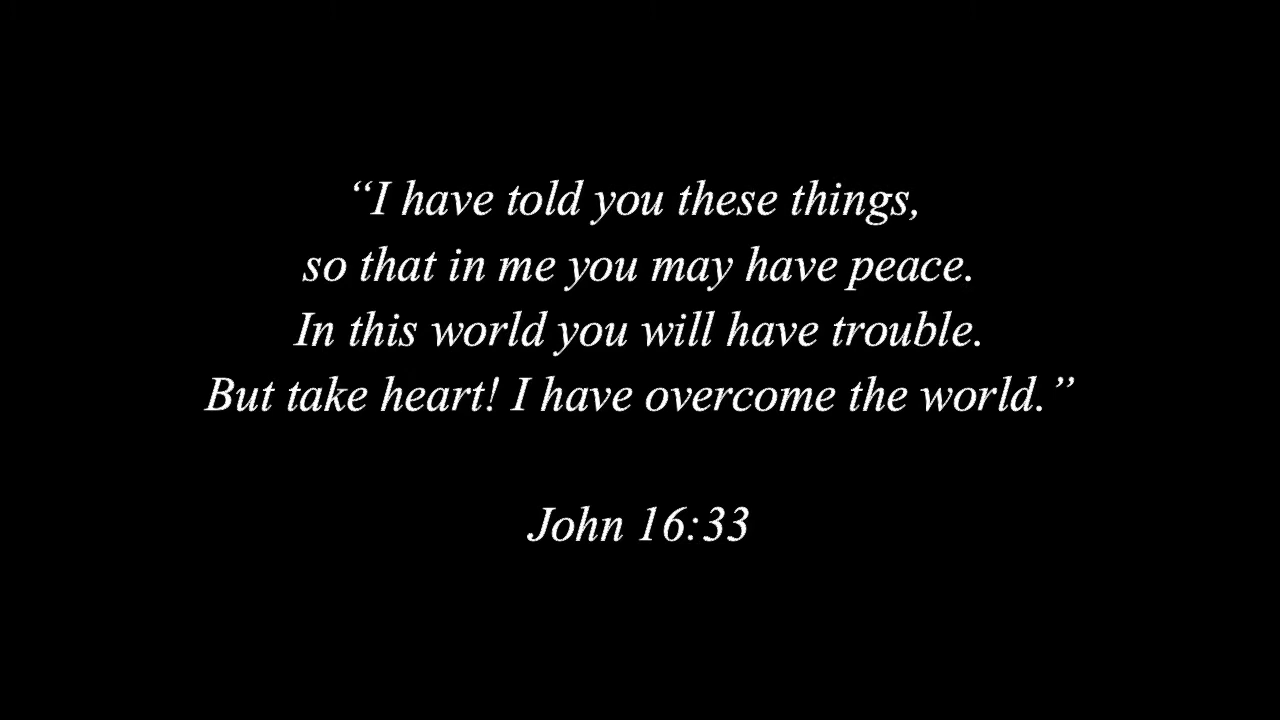 “I have told you these things,
so that in me you may have peace.
In this world you will have trouble.
But take heart! I have overcome the world.”
John 16:33